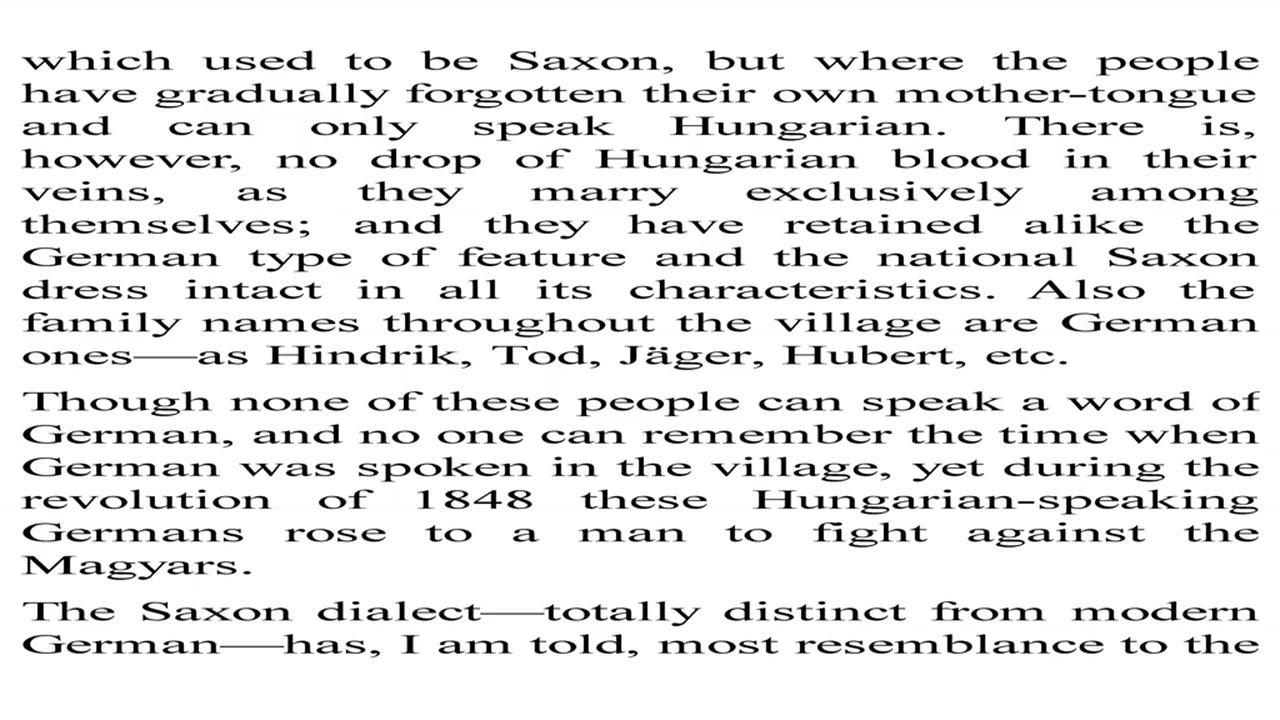 which used to be Saxon, but where the people
have gradually forgotten their own mother-tongue
and can only speak Hungarian. There is,
however, no drop of Hungarian blood in their
veins, as they marry exclusively among
themselves; and they have retained alike the
German type of feature and the national Saxon
dress intact in all its characteristics. Also the
family names throughout the village are German
ones—as Hindrik, Tod, Jäger, Hubert, etc.
Though none of these people can speak a word of
German, and no one can remember the time when
German was spoken in the village, yet during the
revolution of 1848 these Hungarian-speaking
Germans rose to a man to fight against the
Magyars.
The Saxon dialect—totally distinct from modern
German—has, I am told, most resemblance to the